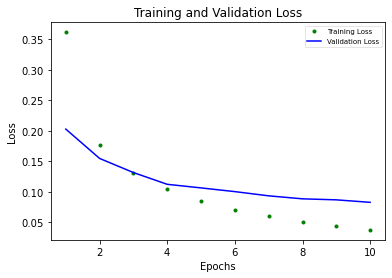 Training and Validation Loss
Training Loss
Validation Loss
Loss
0.35
0.30
0.25
0.20
0.15
0.10
0.05
2 4 6 8 10
Epochs